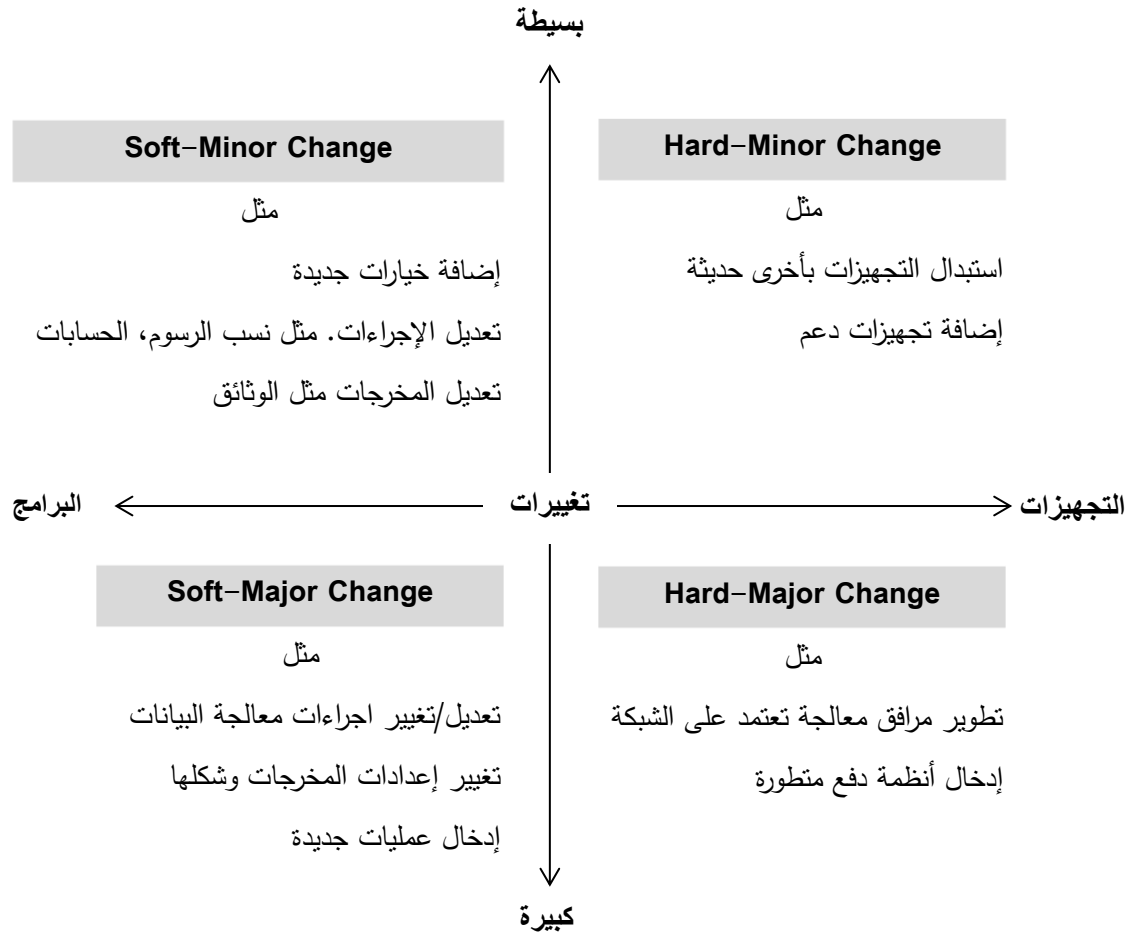 بسيطة
Hard-Minor Change
مثل
استبدال التجهيزات بأخرى حديثة
إضافة تجهيزات دعم
Soft-Minor Change
مثل
إضافة خيارات جديدة
تعديل الإجراءات. مثل نسب الرسوم، الحسابات
تعديل المخرجات مثل الوثائق
التجهيزات
تغييرات
البرامج
Hard-Major Change
مثل
تطوير مرافق معالجة تعتمد على الشبكة
إدخال أنظمة دفع متطورة
Soft-Major Change
مثل
تعديل/تغيير اجراءات معالجة البيانات
تغيير إعدادات المخرجات وشكلها
إدخال عمليات جديدة
كبيرة